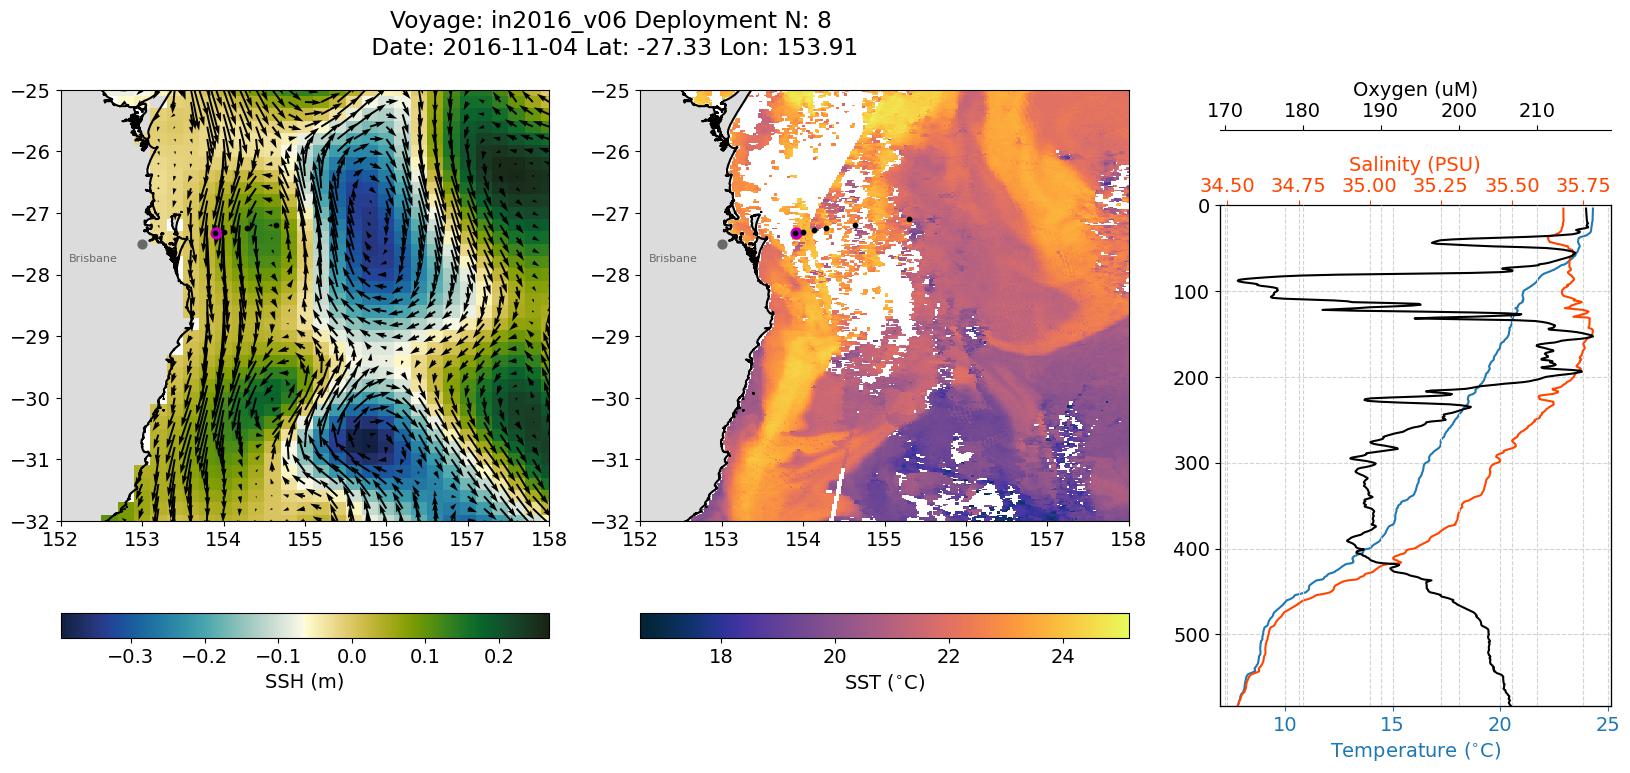 Voyage: in2016_v06 Deployment N: 8
Date: 2016-11-04 Lat: -27.33 Lon: 153.91
−25
−26
−27
−28
−29
−30
−31
−32
152 153 154 155 156 157 158
Brisbane
−0.3 −0.2 −0.1 0.0 0.1 0.2
SSH (m)
−25
−26
−27
−28
−29
−30
−31
−32
152 153 154 155 156 157 158
Brisbane
18 20 22 24
SST (°C)
Oxygen (uM)
170 180 190 200 210
Salinity (PSU)
34.50 34.75 35.00 35.25 35.50 35.75
0
100
200
300
400
500
10 15 20 25
Temperature (°C)